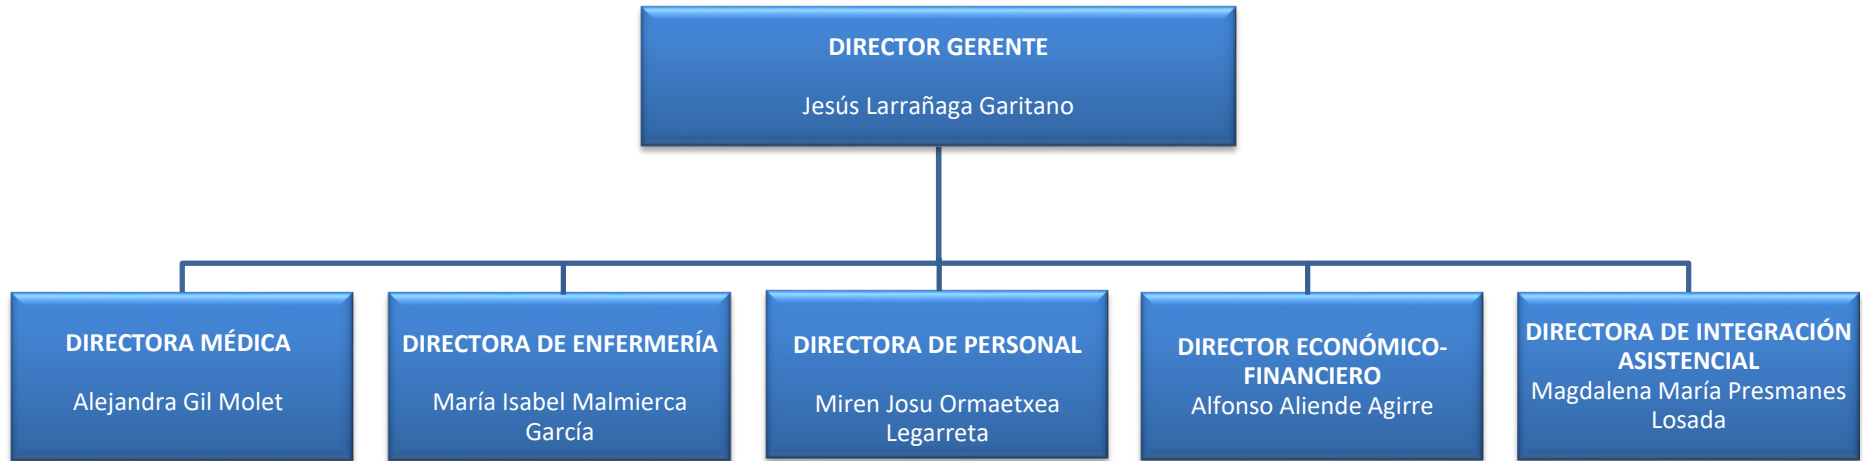 DIRECTOR GERENTE
Jesús Larrañaga Garitano
DIRECTORA MÉDICA
Alejandra Gil Molet
DIRECTORA DE ENFERMERÍA
María Isabel Malmierca
García
DIRECTORA DE PERSONAL
Miren Josu Ormaetxea
Legarreta
DIRECTOR ECONÓMICO-
FINANCIERO
Alfonso Aliende Agirre
DIRECTORA DE INTEGRACIÓN
ASISTENCIAL
Magdalena María Presmanes
Losada